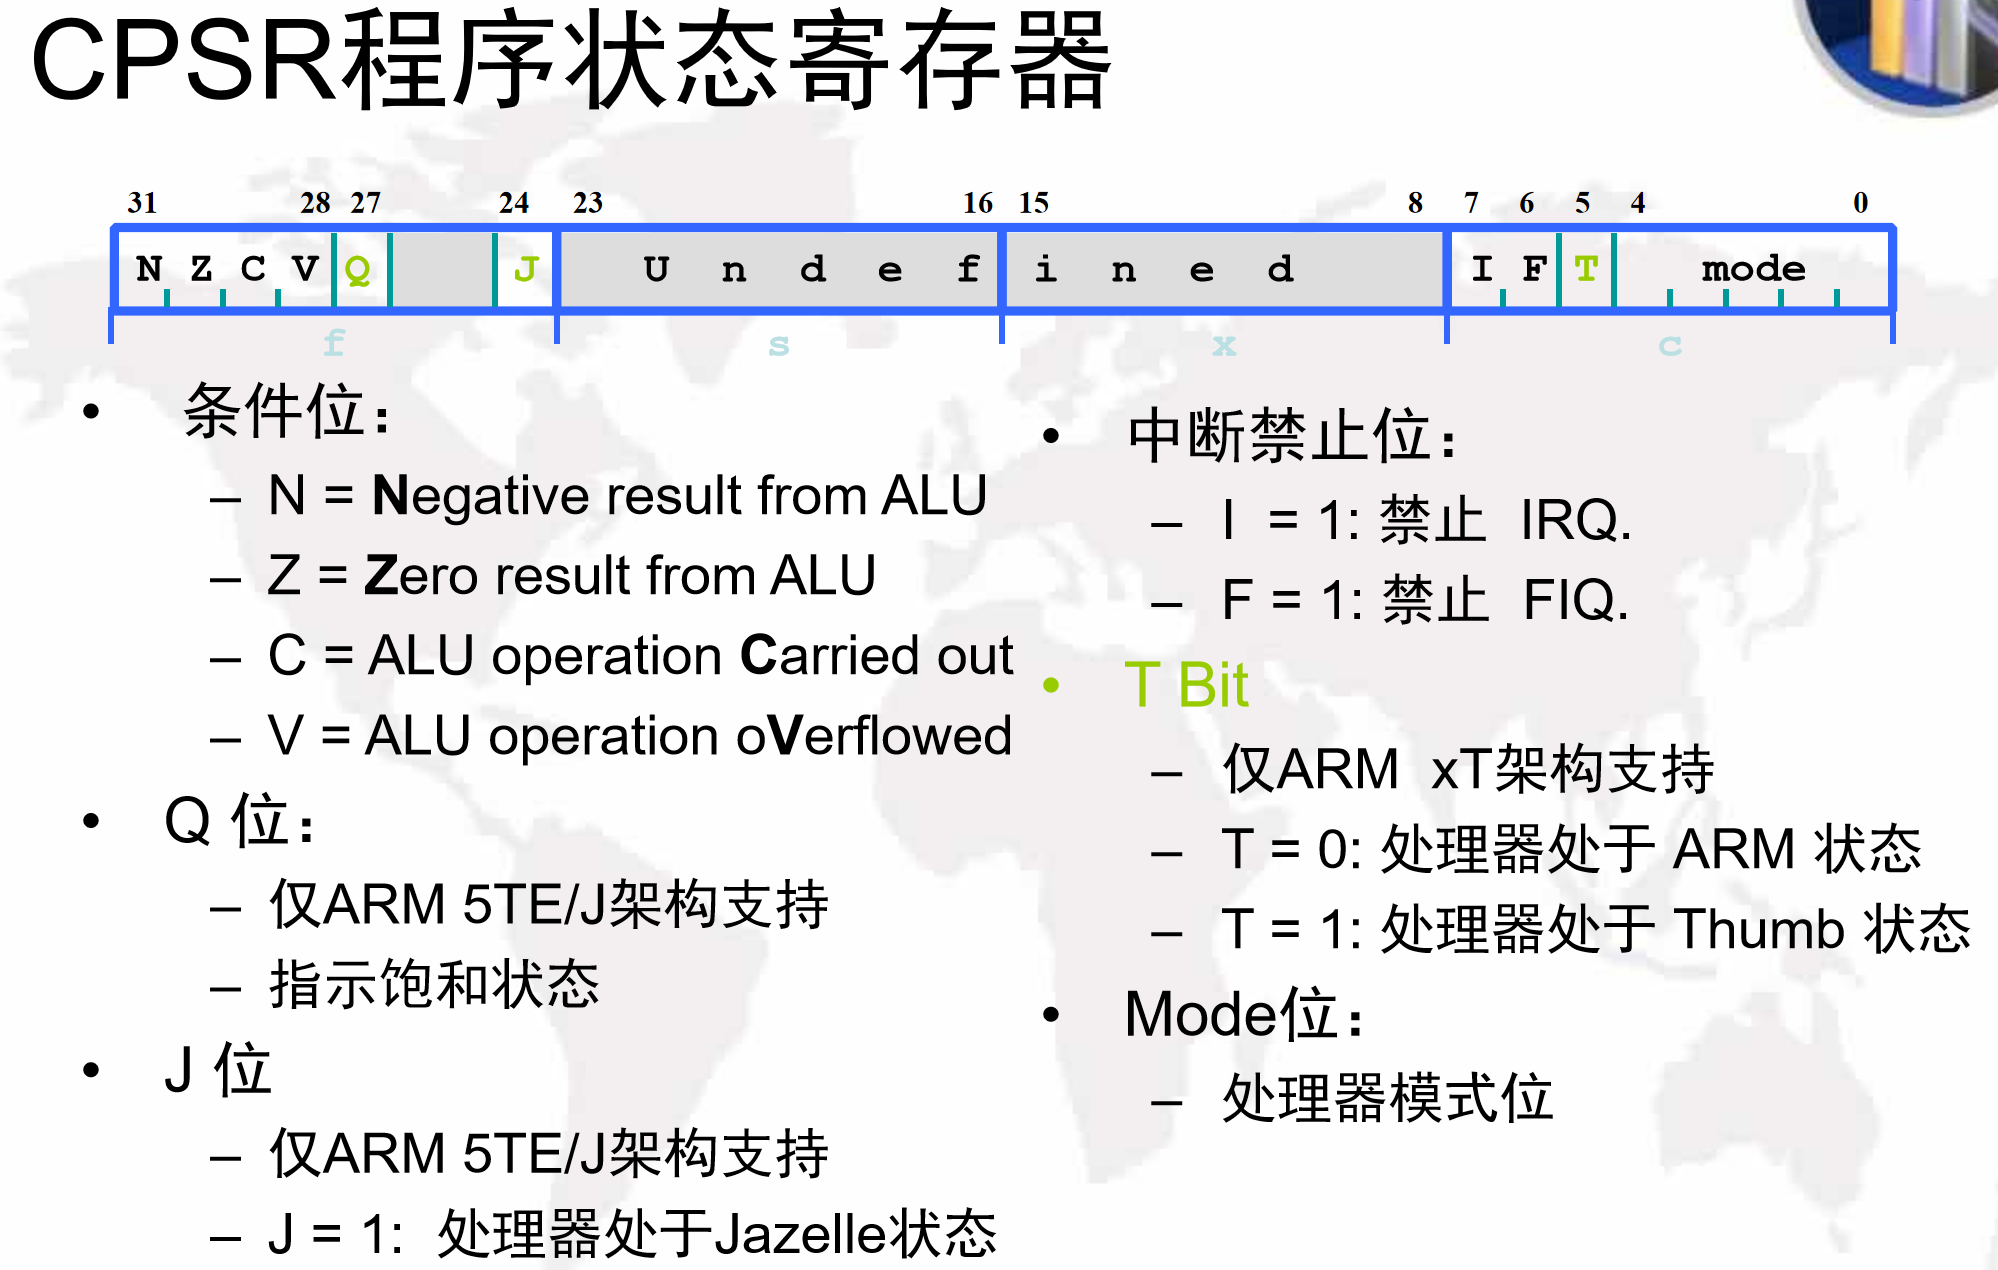 CPSR程序状态寄存器
31 28 27 24 23 16 15 8 7 6 5 4 0
N Z C V Q J U n d e f i n e d I F T mode
f s x c
• 条件位：
– N = Negative result from ALU
– Z = Zero result from ALU
– C = ALU operation Carried out
– V = ALU operation oVerflowed
• Q 位：
– 仅ARM 5TE/J架构支持
– 指示饱和状态
• J 位
– 仅ARM 5TE/J架构支持
– J = 1: 处理器处于Jazelle状态
• 中断禁止位：
– I = 1: 禁止 IRQ.
– F = 1: 禁止 FIQ.
• T Bit
– 仅ARM xT架构支持
– T = 0: 处理器处于 ARM 状态
– T = 1: 处理器处于 Thumb 状态
• Mode位：
– 处理器模式位